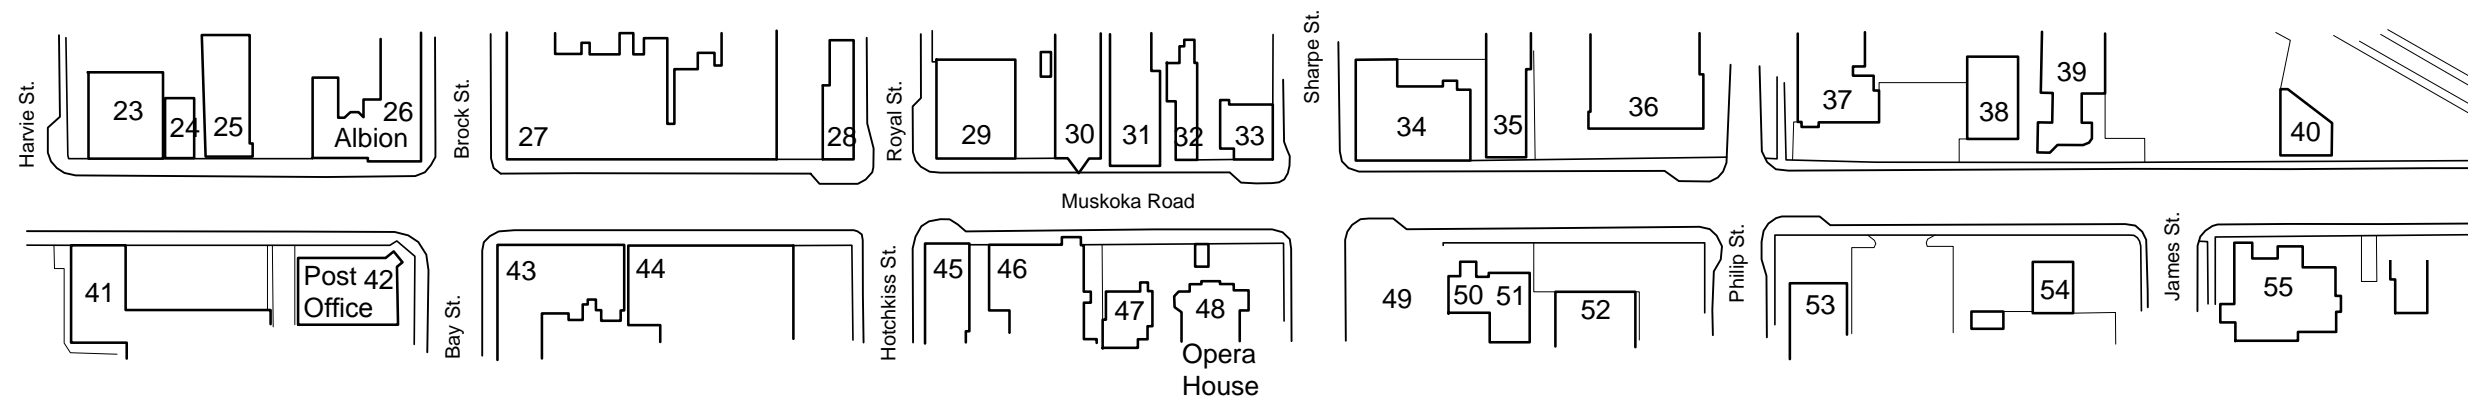 Harvie St.
23
24
25
26
Albion
Brock St.
27
28
Royal St.
29
30
31
32
33
Sharpe St.
34
35
36
37
38
39
40
Muskoka Road
41
Post
Office
42
Bay St.
43
44
Hotchkiss St.
45
46
47
48
Opera
House
49
50
51
52
Philip St.
53
54
James St.
55